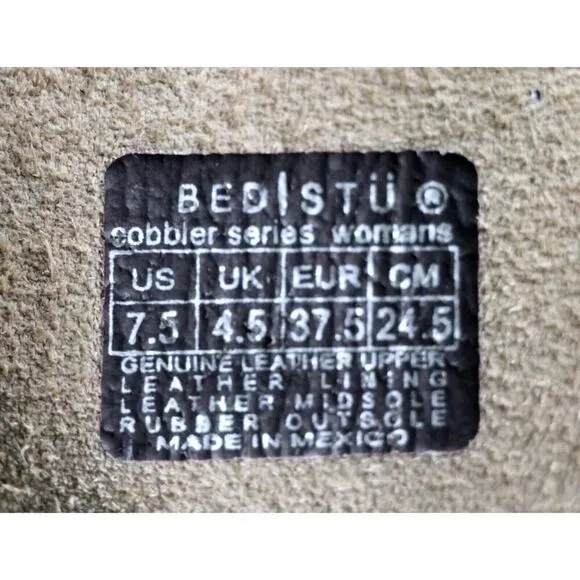 BED|STÜ ®
cobbler series womans
US UK EUR CM
7.5 4.5 37.5 24.5
GENUINE LEATHER UPPER
LEATHER LINING
LEATHER MIDSOLE
RUBBER OUTSOLE
MADE IN MEXICO